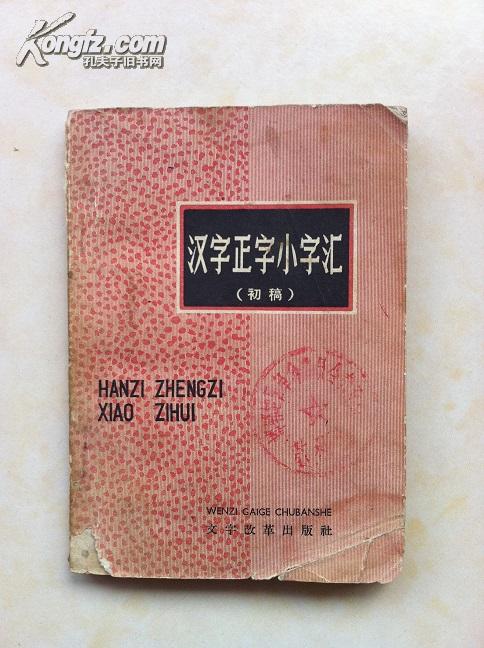 Kongfz.com
孔夫子旧书网
汉字正字小字汇
(初稿)
HANZI ZHENGZI
XIAO ZIHUI
WENZI GAIGE CHUBANSHE
文字改革出版社